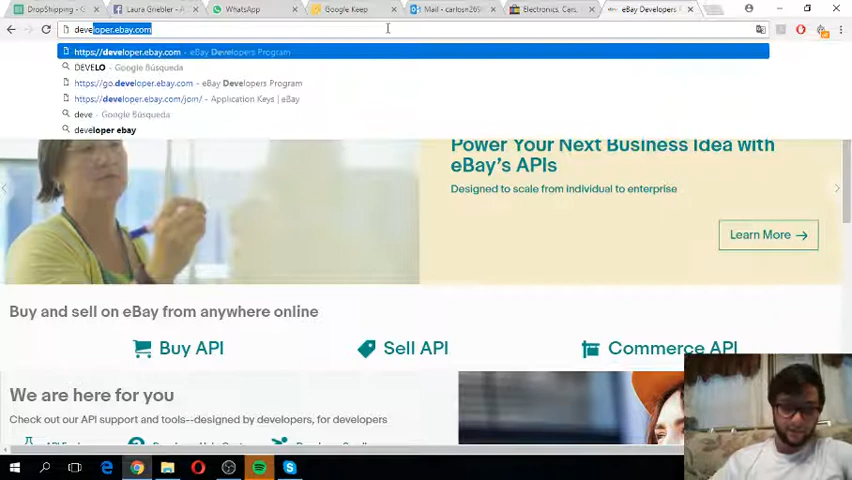 DropShipping - G
Laura Griebler - A
WhatsApp
Google Keep
Mail - carlosn269
Electronics, Cars,
eBay Developers P
developer.ebay.com
https://developer.ebay.com - eBay Developers Program
DEVELO - Google Búsqueda
https://go.developer.ebay.com - eBay Developers Program
https://developer.ebay.com/join/ - Application Keys | eBay
deve - Google Búsqueda
developer ebay
Power Your Next Business Idea with
eBay's APIs
Designed to scale from individual to enterprise
Learn More
Buy and sell on eBay from anywhere online
Buy API
Sell API
Commerce API
We are here for you
Check out our API support and tools--designed by developers, for developers